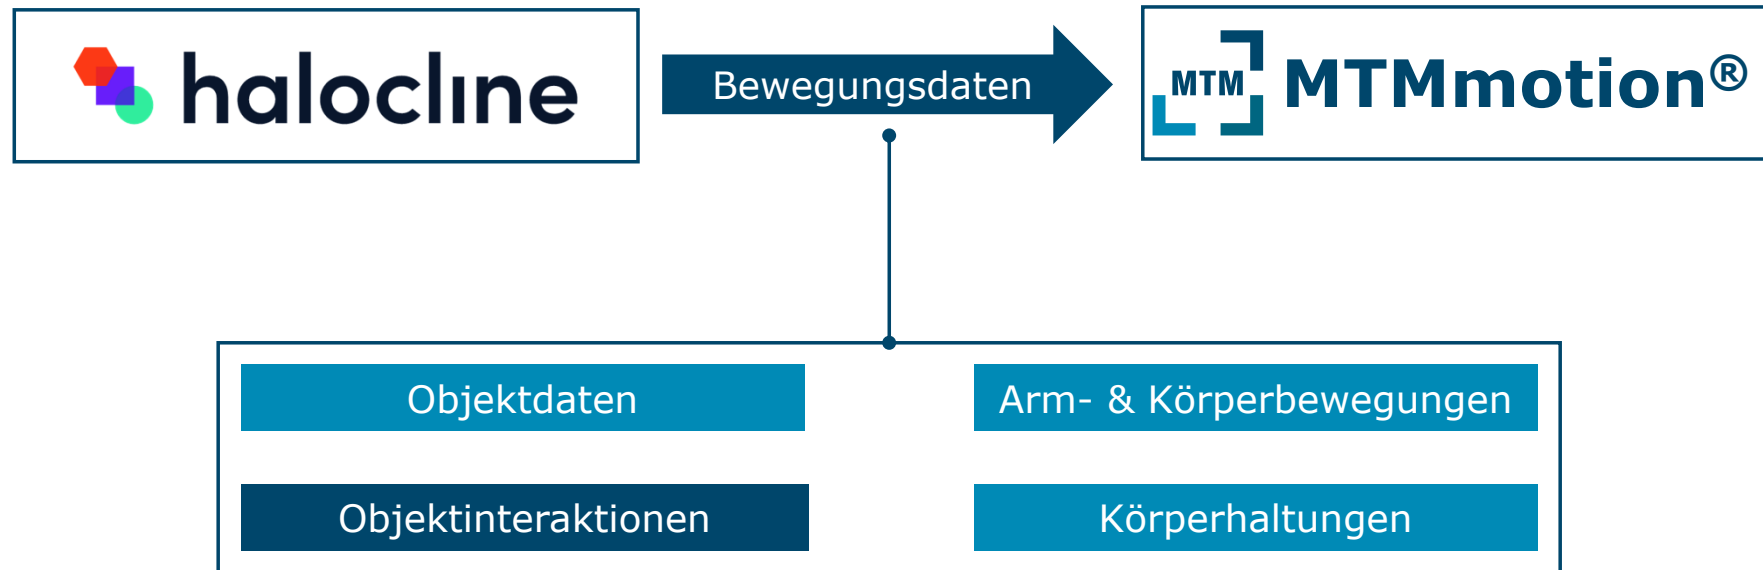 halocline
Bewegungsdaten
MTM MTMmotion®
Objektdaten
Arm- & Körperbewegungen
Objektinteraktionen
Körperhaltungen